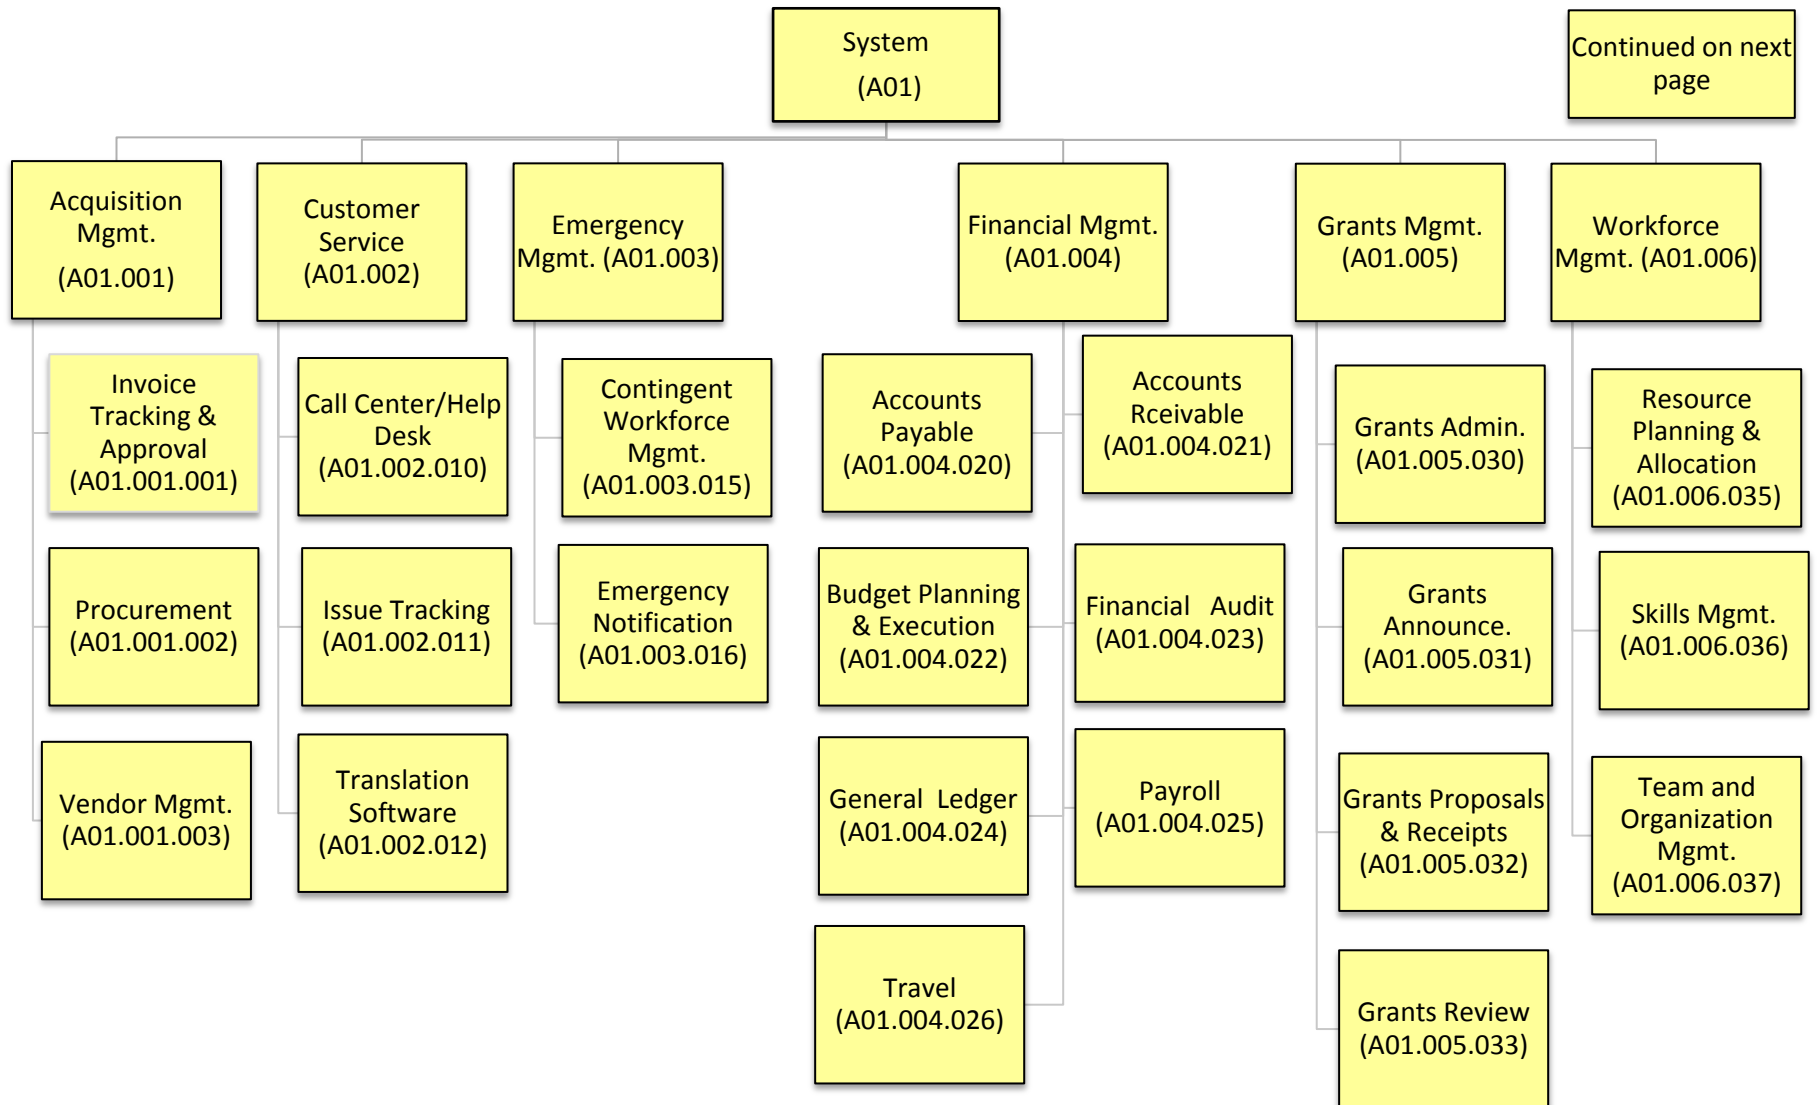 System
(A01)
Continued on next
page
Acquisition
Mgmt.
(A01.001)
Customer
Service
(A01.002)
Emergency
Mgmt. (A01.003)
Financial Mgmt.
(A01.004)
Grants Mgmt.
(A01.005)
Workforce
Mgmt. (A01.006)
Invoice
Tracking &
Approval
(A01.001.001)
Procurement
(A01.001.002)
Vendor Mgmt.
(A01.001.003)
Call Center/Help
Desk
(A01.002.010)
Issue Tracking
(A01.002.011)
Translation
Software
(A01.002.012)
Contingent
Workforce
Mgmt.
(A01.003.015)
Emergency
Notification
(A01.003.016)
Accounts
Payable
(A01.004.020)
Accounts
Rceivable
(A01.004.021)
Budget Planning
& Execution
(A01.004.022)
Financial Audit
(A01.004.023)
General Ledger
(A01.004.024)
Payroll
(A01.004.025)
Travel
(A01.004.026)
Grants Admin.
(A01.005.030)
Grants
Announce.
(A01.005.031)
Grants Proposals
& Receipts
(A01.005.032)
Grants Review
(A01.005.033)
Resource
Planning &
Allocation
(A01.006.035)
Skills Mgmt.
(A01.006.036)
Team and
Organization
Mgmt.
(A01.006.037)